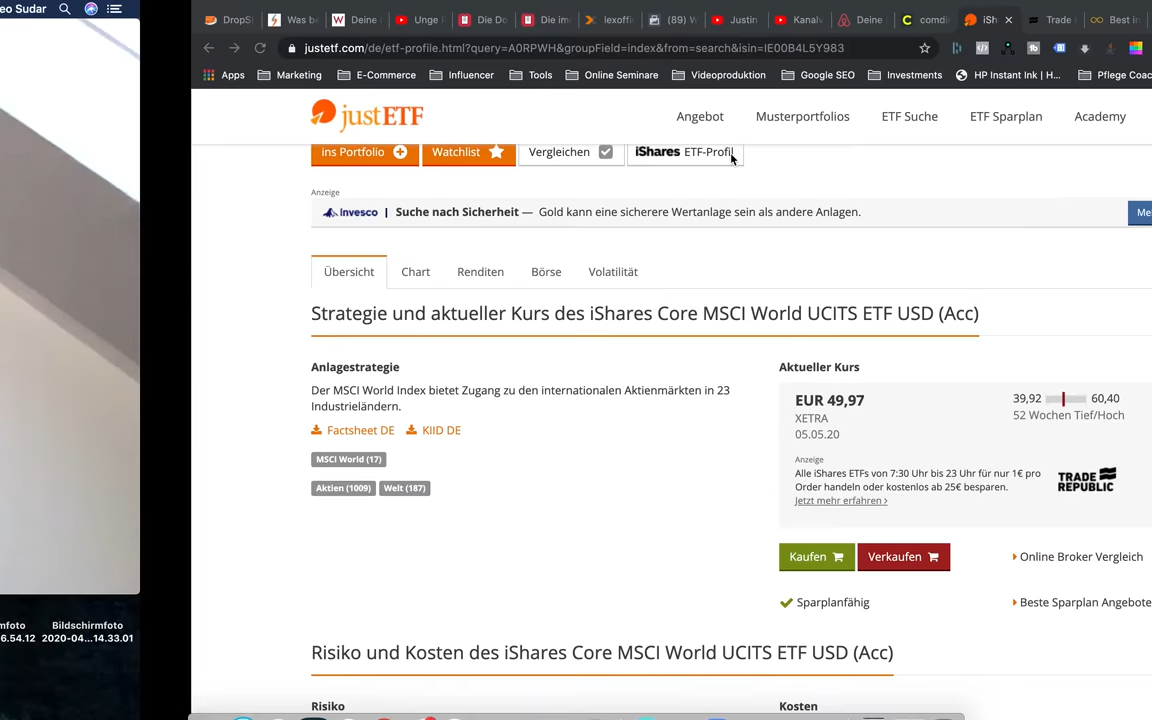 eo Sudar
DropSl
Was be
Deine
Unge
Die Do
Die im
lexoffi
(89) W
Justin
Kanalv
Deine
comdi
iSh
Trade
Best in
justetf.com/de/etf-profile.html?query=A0RPWH&groupField=index&from=search&isin=IE00B4L5Y983
Apps
Marketing
E-Commerce
Influencer
Tools
Online Seminare
Videoproduktion
Google SEO
Investments
HP Instant Ink | H...
Pflege Coac
justETF
Angebot
Musterportfolios
ETF Suche
ETF Sparplan
Academy
ins Portfolio
Watchlist
Vergleichen
iShares ETF-Profil
Anzeige
Invesco | Suche nach Sicherheit — Gold kann eine sicherere Wertanlage sein als andere Anlagen.
Me
Übersicht
Chart
Renditen
Börse
Volatilität
Strategie und aktueller Kurs des iShares Core MSCI World UCITS ETF USD (Acc)
Anlagestrategie
Der MSCI World Index bietet Zugang zu den internationalen Aktienmärkten in 23
Industrieländern.
Factsheet DE
KIID DE
MSCI World (17)
Aktien (1009)
Welt (187)
Aktueller Kurs
EUR 49,97
XETRA
05.05.20
39,92
60,40
52 Wochen Tief/Hoch
Anzeige
Alle iShares ETFs von 7:30 Uhr bis 23 Uhr für nur 1€ pro
Order handeln oder kostenlos ab 25€ besparen.
Jetzt mehr erfahren ›
TRADE
REPUBLIC
Kaufen
Verkaufen
Online Broker Vergleich
Sparplanfähig
Beste Sparplan Angebote
mfoto
6.54.12
Bildschirmfoto
2020-04...14.33.01
Risiko und Kosten des iShares Core MSCI World UCITS ETF USD (Acc)
Risiko
Kosten